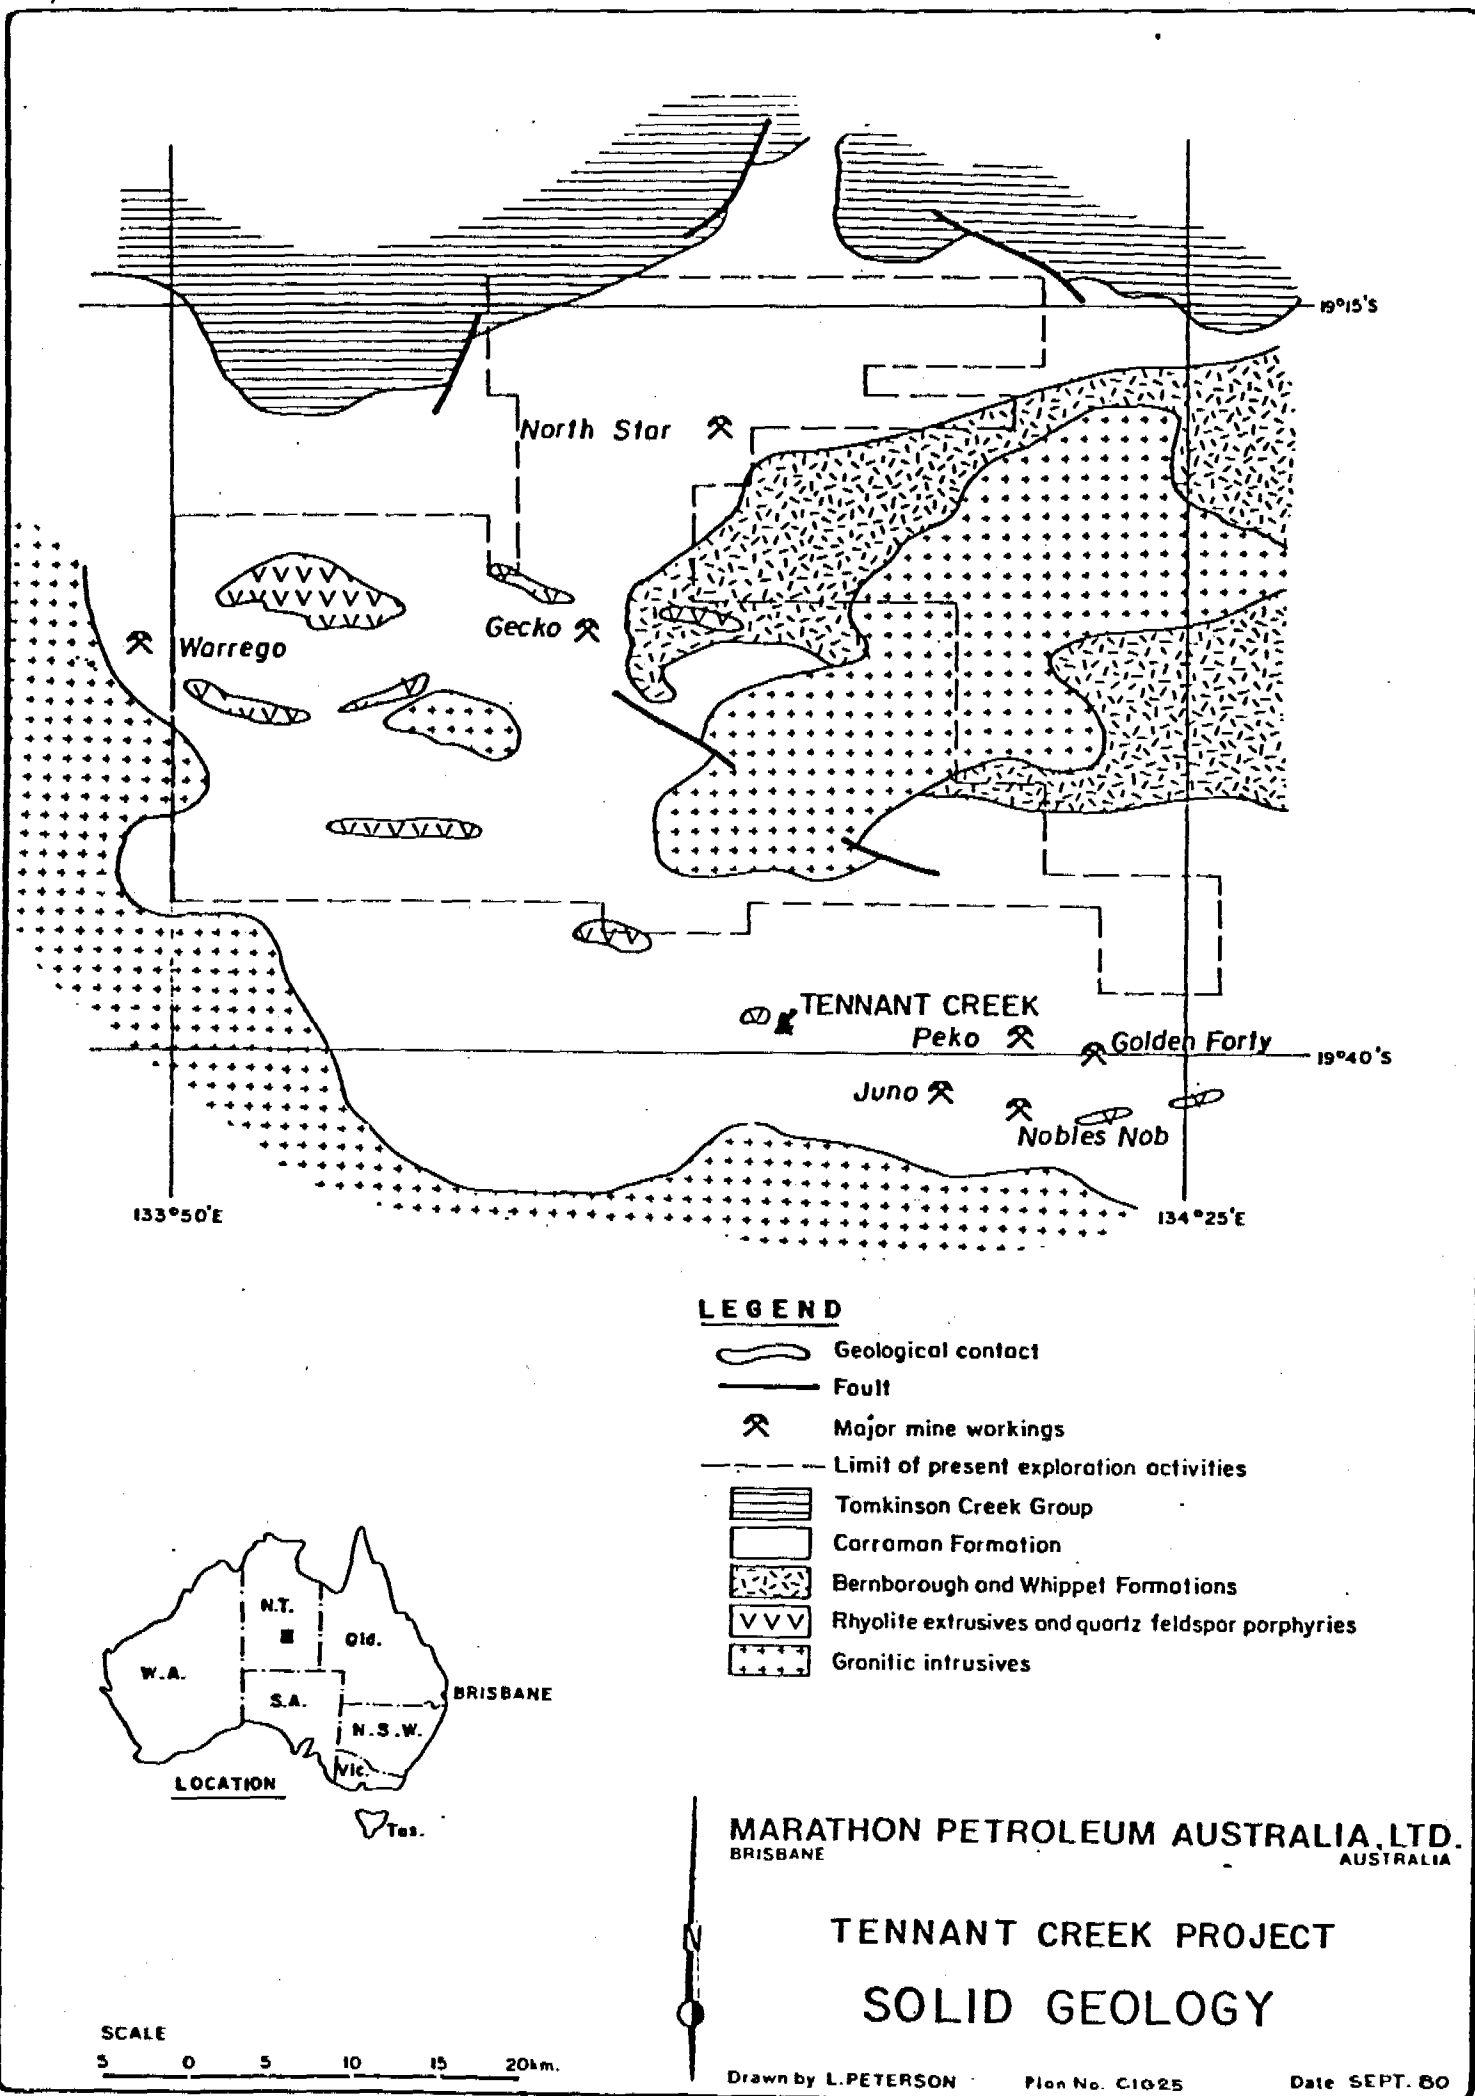 19°15'S
North Star
Gecko
Warrego
TENNANT CREEK
Peko
Golden Forty
19°40'S
Juno
Nobles Nob
133°50'E
134°25'E
LEGEND
Geological contact
Fault
Major mine workings
Limit of present exploration activities
Tomkinson Creek Group
Carraman Formation
Bernborough and Whippet Formations
V V V
Rhyolite extrusives and quartz feldspar porphyries
Granitic intrusives
N.T.
Qld.
W.A.
S.A.
BRISBANE
N.S.W.
Vic.
LOCATION
Tas.
MARATHON PETROLEUM AUSTRALIA, LTD.
BRISBANE
AUSTRALIA
N
TENNANT CREEK PROJECT
SOLID GEOLOGY
SCALE
5 0 5 10 15 20km.
Drawn by L.PETERSON Plan No. C1025 Date SEPT. 80